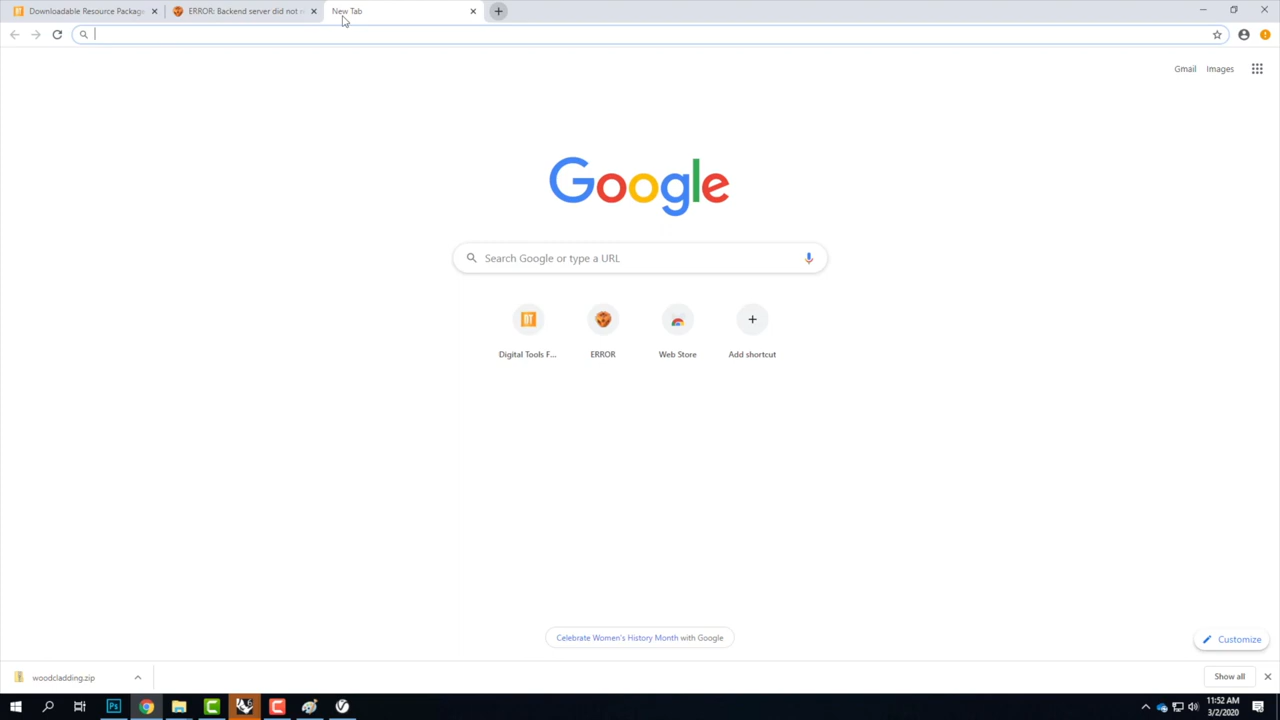 Downloadable Resource Package
ERROR: Backend server did not r
New Tab
Gmail
Images
Google
Search Google or type a URL
DT
Digital Tools F...
ERROR
Web Store
Add shortcut
Celebrate Women's History Month with Google
Customize
woodcladding.zip
Show all
Ps
11:52 AM
3/2/2020